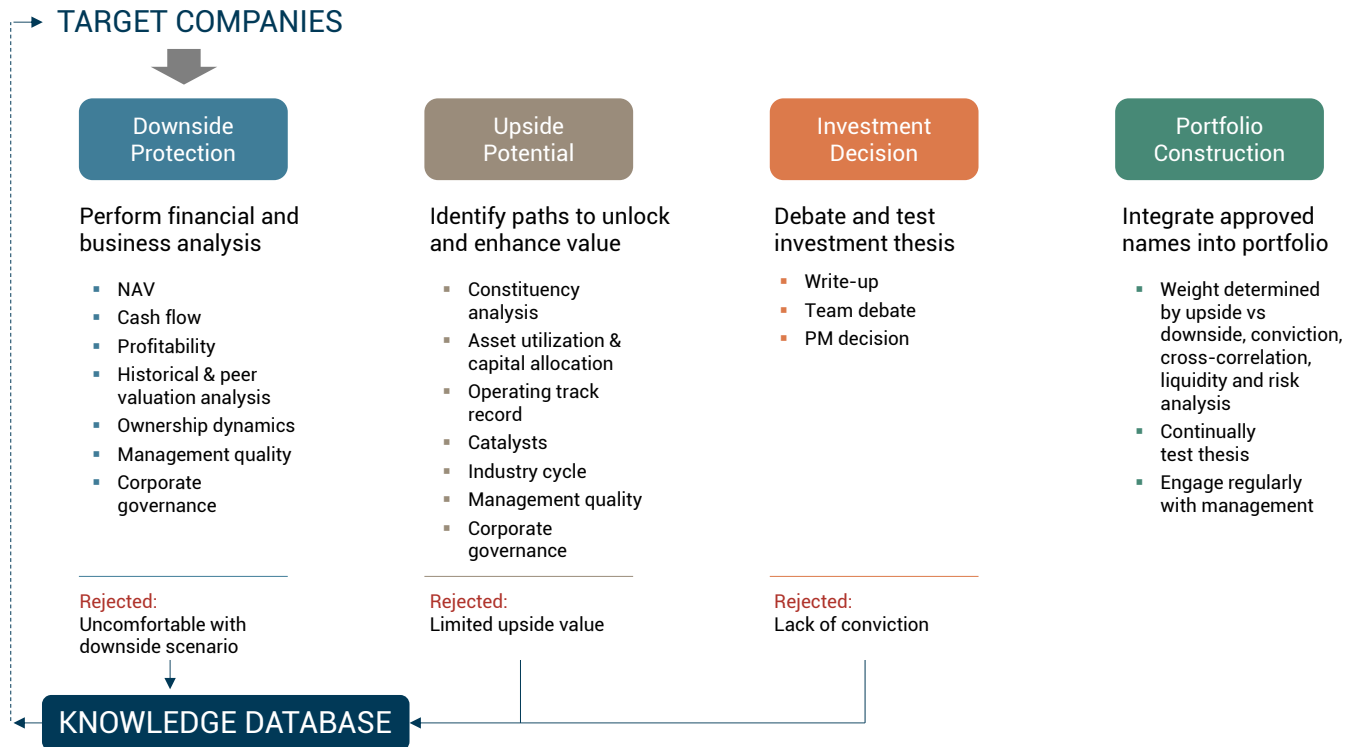 TARGET COMPANIES
Downside
Protection
Perform financial and
business analysis
▪ NAV
▪ Cash flow
▪ Profitability
▪ Historical & peer
valuation analysis
▪ Ownership dynamics
▪ Management quality
▪ Corporate
governance
Rejected:
Uncomfortable with
downside scenario
Upside
Potential
Identify paths to unlock
and enhance value
▪ Constituency
analysis
▪ Asset utilization &
capital allocation
▪ Operating track
record
▪ Catalysts
▪ Industry cycle
▪ Management quality
▪ Corporate
governance
Rejected:
Limited upside value
Investment
Decision
Debate and test
investment thesis
▪ Write-up
▪ Team debate
▪ PM decision
Rejected:
Lack of conviction
Portfolio
Construction
Integrate approved
names into portfolio
▪ Weight determined
by upside vs
downside, conviction,
cross-correlation,
liquidity and risk
analysis
▪ Continually
test thesis
▪ Engage regularly
with management
KNOWLEDGE DATABASE